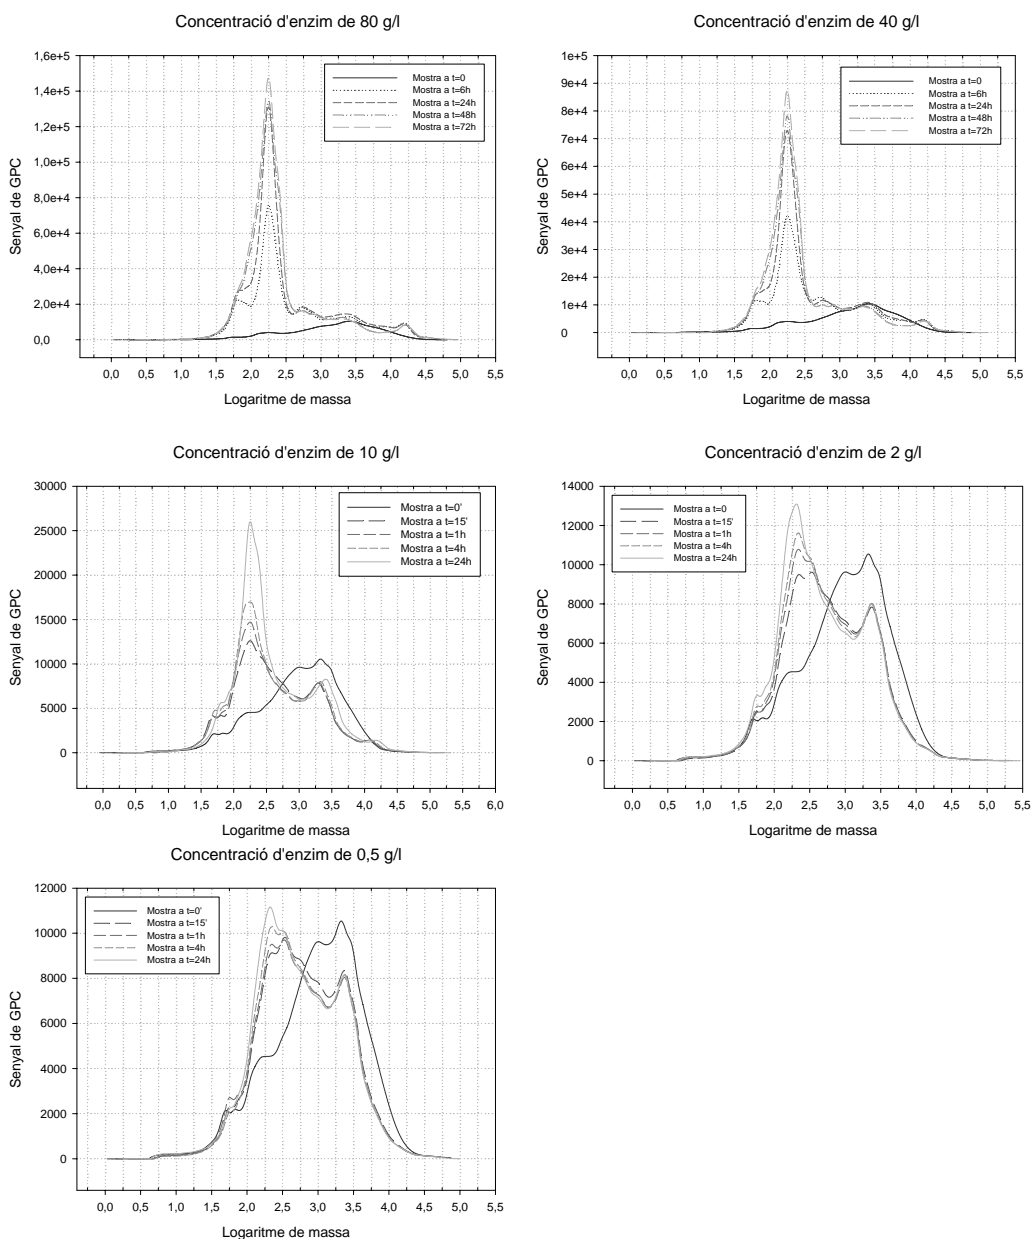 Concentració d'enzim de 80 g/l
Senyal de GPC
1,6e+5
1,4e+5
1,2e+5
1,0e+5
8,0e+4
6,0e+4
4,0e+4
2,0e+4
0,0
Mostra a t=0
Mostra a t=6h
Mostra a t=24h
Mostra a t=48h
Mostra a t=72h
0,0 0,5 1,0 1,5 2,0 2,5 3,0 3,5 4,0 4,5 5,0 5,5
Logaritme de massa
Concentració d'enzim de 40 g/l
Senyal de GPC
1e+5
9e+4
8e+4
7e+4
6e+4
5e+4
4e+4
3e+4
2e+4
1e+4
0
Mostra a t=0
Mostra a t=6h
Mostra a t=24h
Mostra a t=48h
Mostra a t=72h
0,0 0,5 1,0 1,5 2,0 2,5 3,0 3,5 4,0 4,5 5,0 5,5
Logaritme de massa
Concentració d'enzim de 10 g/l
Senyal de GPC
30000
25000
20000
15000
10000
5000
0
Mostra a t=0'
Mostra a t=15'
Mostra a t=1h
Mostra a t=4h
Mostra a t=24h
0,0 0,5 1,0 1,5 2,0 2,5 3,0 3,5 4,0 4,5 5,0 5,5 6,0
Logaritme de massa
Concentració d'enzim de 2 g/l
Senyal de GPC
14000
12000
10000
8000
6000
4000
2000
0
Mostra a t=0
Mostra a t=15'
Mostra a t=1h
Mostra a t=4h
Mostra a t=24h
0,0 0,5 1,0 1,5 2,0 2,5 3,0 3,5 4,0 4,5 5,0 5,5
Logaritme de massa
Concentració d'enzim de 0,5 g/l
Senyal de GPC
12000
10000
8000
6000
4000
2000
0
Mostra a t=0'
Mostra a t=15'
Mostra a t=1h
Mostra a t=4h
Mostra a t=24h
0,0 0,5 1,0 1,5 2,0 2,5 3,0 3,5 4,0 4,5 5,0 5,5
Logaritme de massa